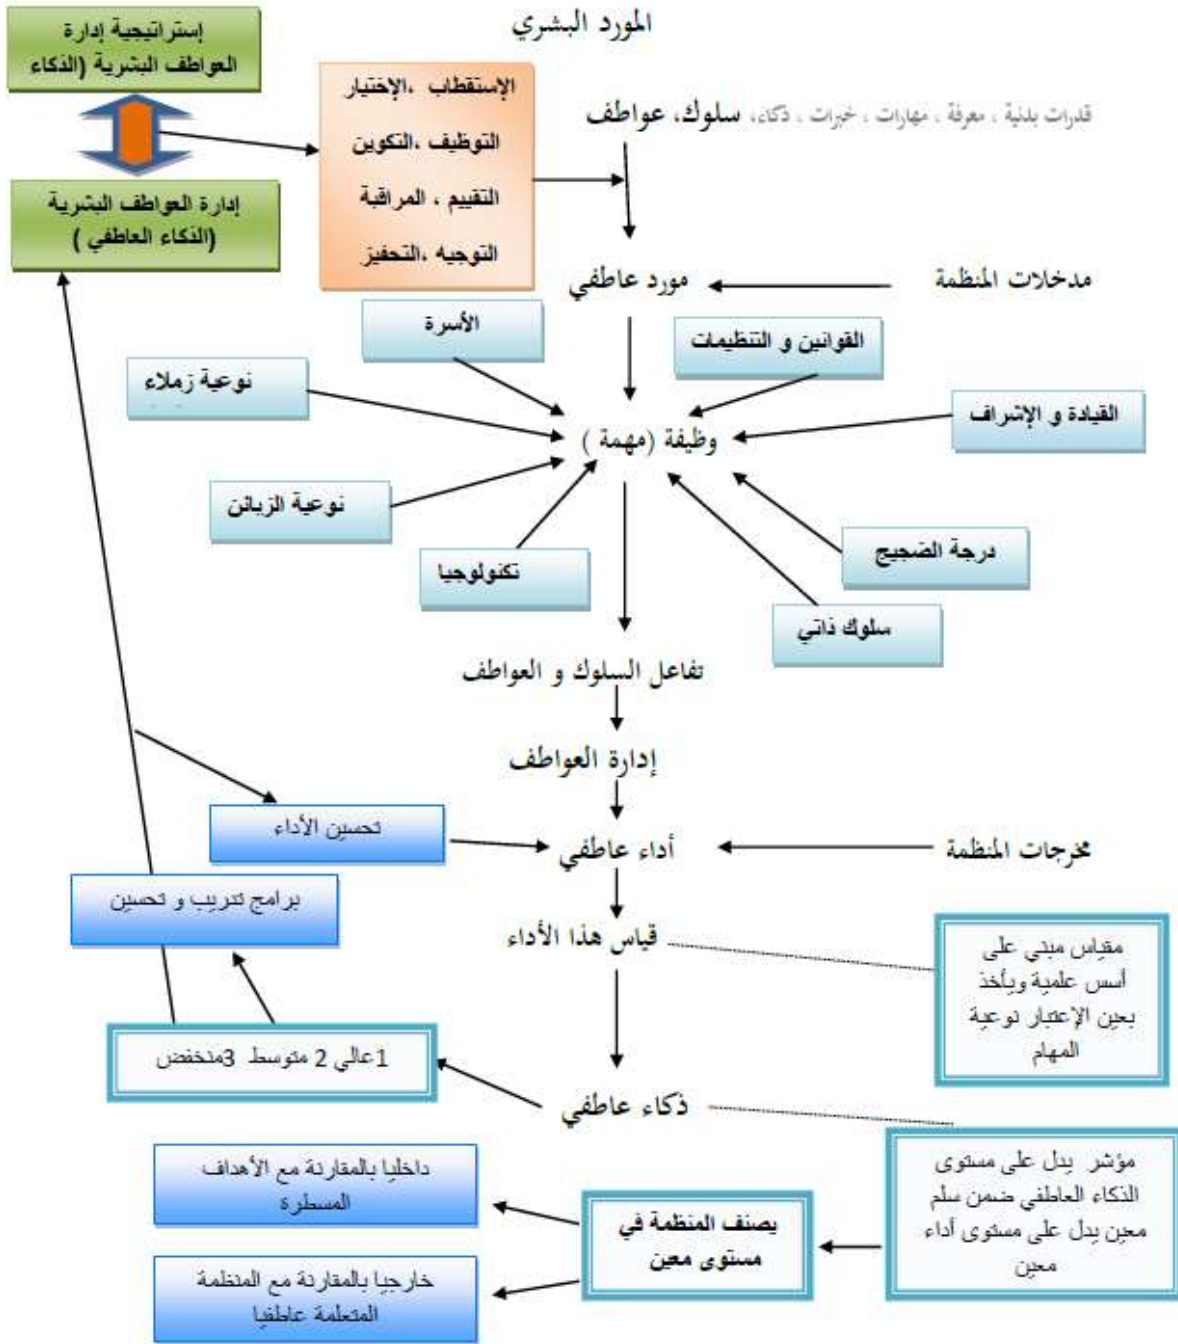 المورد البشري
إستراتيجية إدارة
العواطف البشرية (الذكاء
الإستقطاب ،الإختيار
التوظيف ،التكوين
التقييم ، المراقبة
التوجيه ،التحفيز
قدرات بدنية ، معرفة ، مهارات ، خبرات ، ذكاء، سلوك، عواطف
إدارة العواطف البشرية
(الذكاء العاطفي )
مدخلات المنظمة
مورد عاطفي
الأسرة
القوانين و التنظيمات
نوعية زملاء
القيادة و الإشراف
وظيفة (مهمة )
نوعية الزبائن
درجة الضجيج
تكنولوجيا
سلوك ذاتي
تفاعل السلوك و العواطف
إدارة العواطف
تحسين الأداء
أداء عاطفي
مخرجات المنظمة
برامج تدريب و تحسين
قياس هذا الأداء
مقياس مبني على
أسس علمية ويأخذ
بعين الإعتبار نوعية
المهام
1عالي 2 متوسط 3منخفض
ذكاء عاطفي
مؤشر يدل على مستوى
الذكاء العاطفي ضمن سلم
معين يدل على مستوى أداء
معين
يصنف المنظمة في
مستوى معين
داخليا بالمقارنة مع الأهداف
المسطرة
خارجيا بالمقارنة مع المنظمة
المتعلمة عاطفيا